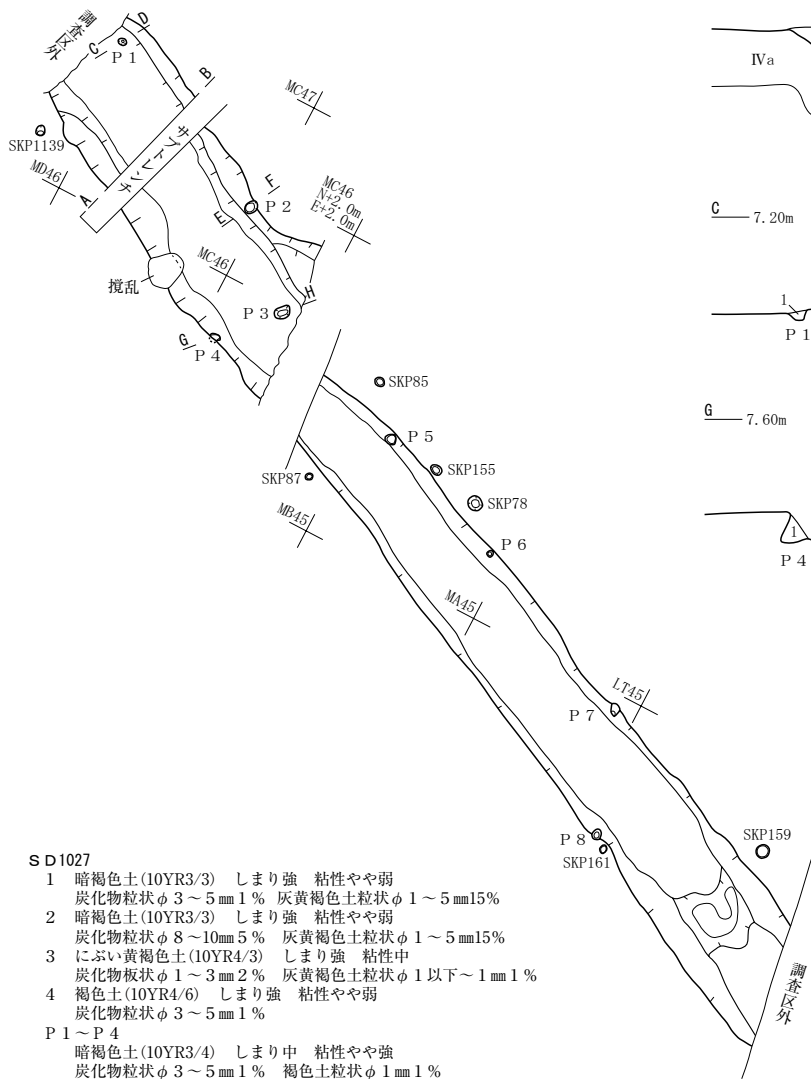 調査区外
D
C
P 1
B
MC47
SKP1139
サブトレンチ
MD46
A
F
P 2
MC46
N+2.0m
E+2.0m
E
MC46
撹乱
H
P 3
G
P 4
SKP85
P 5
SKP155
SKP87
SKP78
MB45
P 6
MA45
LT45
P 7
P 8
SKP161
SKP159
調査区外
Ⅳa
C 7.20m
1
P 1
G 7.60m
1
P 4
ＳＤ1027
1 暗褐色土(10YR3/3) しまり強 粘性やや弱
炭化物粒状φ３～５㎜１％ 灰黄褐色土粒状φ１～５㎜15％
2 暗褐色土(10YR3/3) しまり強 粘性やや弱
炭化物粒状φ８～10㎜５％ 灰黄褐色土粒状φ１～５㎜15％
3 にぶい黄褐色土(10YR4/3) しまり強 粘性中
炭化物板状φ１～３㎜２％ 灰黄褐色土粒状φ１以下～１㎜１％
4 褐色土(10YR4/6) しまり強 粘性やや弱
炭化物粒状φ３～５㎜１％
Ｐ１～Ｐ４
暗褐色土(10YR3/4) しまり中 粘性やや強
炭化物粒状φ３～５㎜１％ 褐色土粒状φ１㎜１％